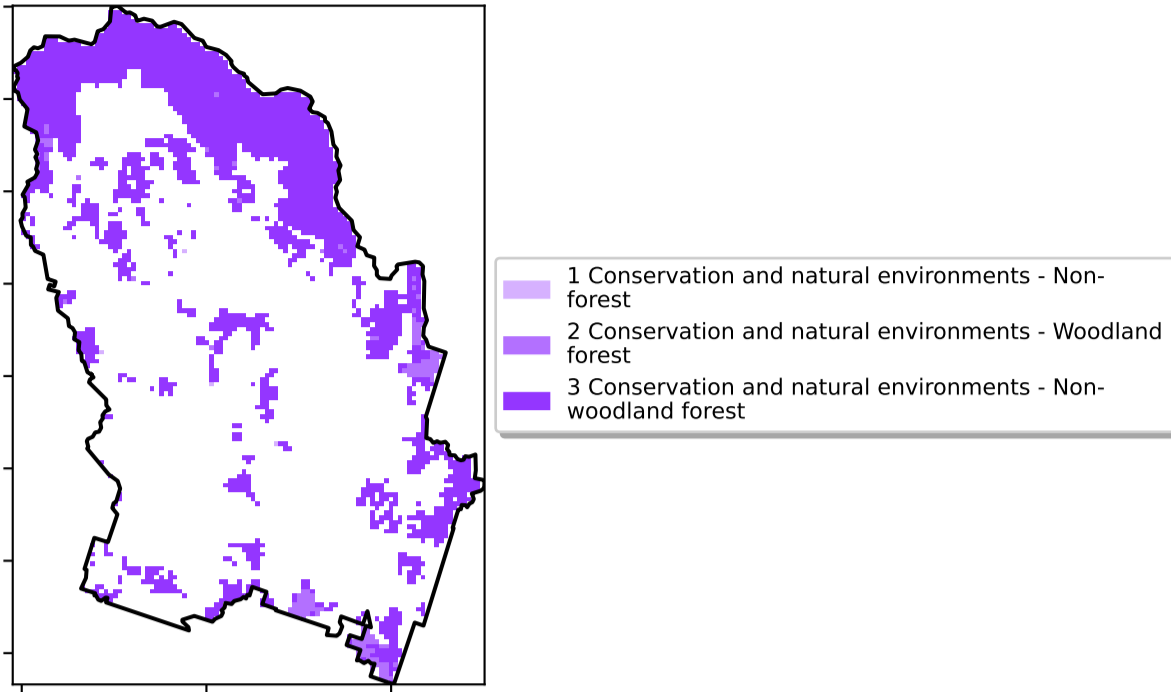 1 Conservation and natural environments - Non-
forest
2 Conservation and natural environments - Woodland
forest
3 Conservation and natural environments - Non-
woodland forest